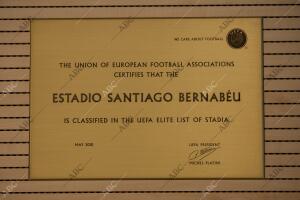 WE CARE ABOUT FOOTBALL
THE UNION OF EUROPEAN FOOTBALL ASSOCIATIONS
CERTIFIES THAT THE
ESTADIO SANTIAGO BERNABÉU
IS CLASSIFIED IN THE UEFA ELITE LIST OF STADIA.
MAY 2010
UEFA PRESIDENT
MICHEL PLATINI